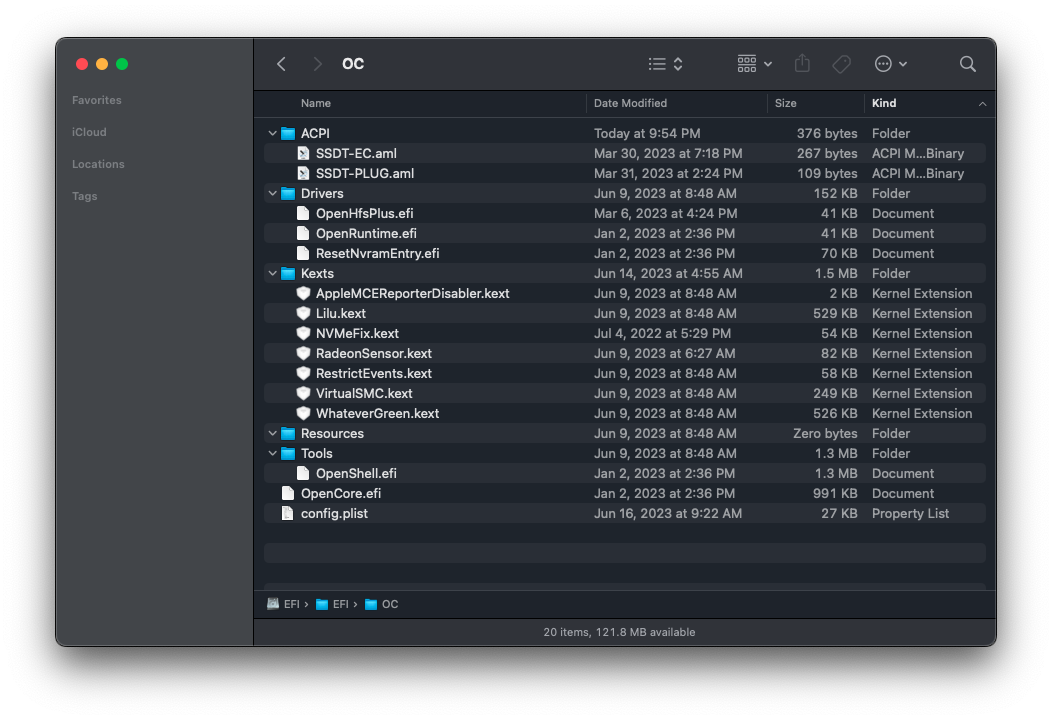 OC
Favorites
iCloud
Locations
Tags
Name Date Modified Size Kind
ACPI Today at 9:54 PM 376 bytes Folder
SSDT-EC.aml Mar 30, 2023 at 7:18 PM 267 bytes ACPI M...Binary
SSDT-PLUG.aml Mar 31, 2023 at 2:24 PM 109 bytes ACPI M...Binary
Drivers Jun 9, 2023 at 8:48 AM 152 KB Folder
OpenHfsPlus.efi Mar 6, 2023 at 4:24 PM 41 KB Document
OpenRuntime.efi Jan 2, 2023 at 2:36 PM 41 KB Document
ResetNvramEntry.efi Jan 2, 2023 at 2:36 PM 70 KB Document
Kexts Jun 14, 2023 at 4:55 AM 1.5 MB Folder
AppleMCEReporterDisabler.kext Jun 9, 2023 at 8:48 AM 2 KB Kernel Extension
Lilu.kext Jun 9, 2023 at 8:48 AM 529 KB Kernel Extension
NVMeFix.kext Jul 4, 2022 at 5:29 PM 54 KB Kernel Extension
RadeonSensor.kext Jun 9, 2023 at 6:27 AM 82 KB Kernel Extension
RestrictEvents.kext Jun 9, 2023 at 8:48 AM 58 KB Kernel Extension
VirtualSMC.kext Jun 9, 2023 at 8:48 AM 249 KB Kernel Extension
WhateverGreen.kext Jun 9, 2023 at 8:48 AM 526 KB Kernel Extension
Resources Jun 9, 2023 at 8:48 AM Zero bytes Folder
Tools Jun 9, 2023 at 8:48 AM 1.3 MB Folder
OpenShell.efi Jan 2, 2023 at 2:36 PM 1.3 MB Document
OpenCore.efi Jan 2, 2023 at 2:36 PM 991 KB Document
config.plist Jun 16, 2023 at 9:22 AM 27 KB Property List
EFI › EFI › OC
20 items, 121.8 MB available